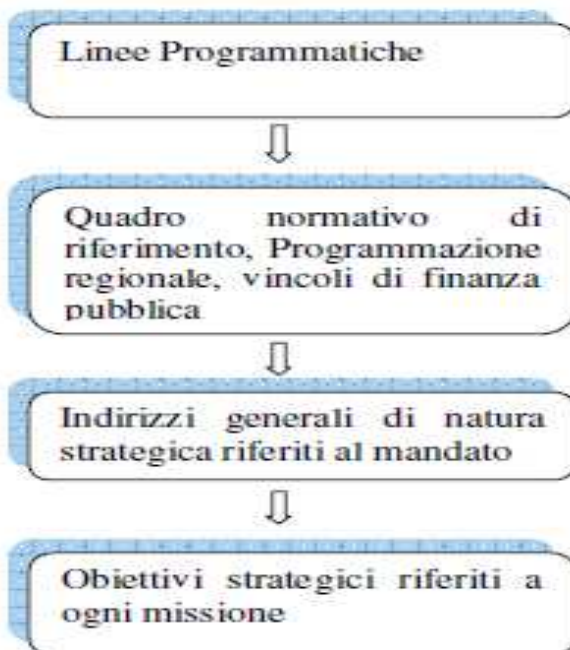 Linee Programmatiche
Quadro normativo di
riferimento, Programmazione
regionale, vincoli di finanza
pubblica
Indirizzi generali di natura
strategica riferiti al mandato
Obiettivi strategici riferiti a
ogni missione